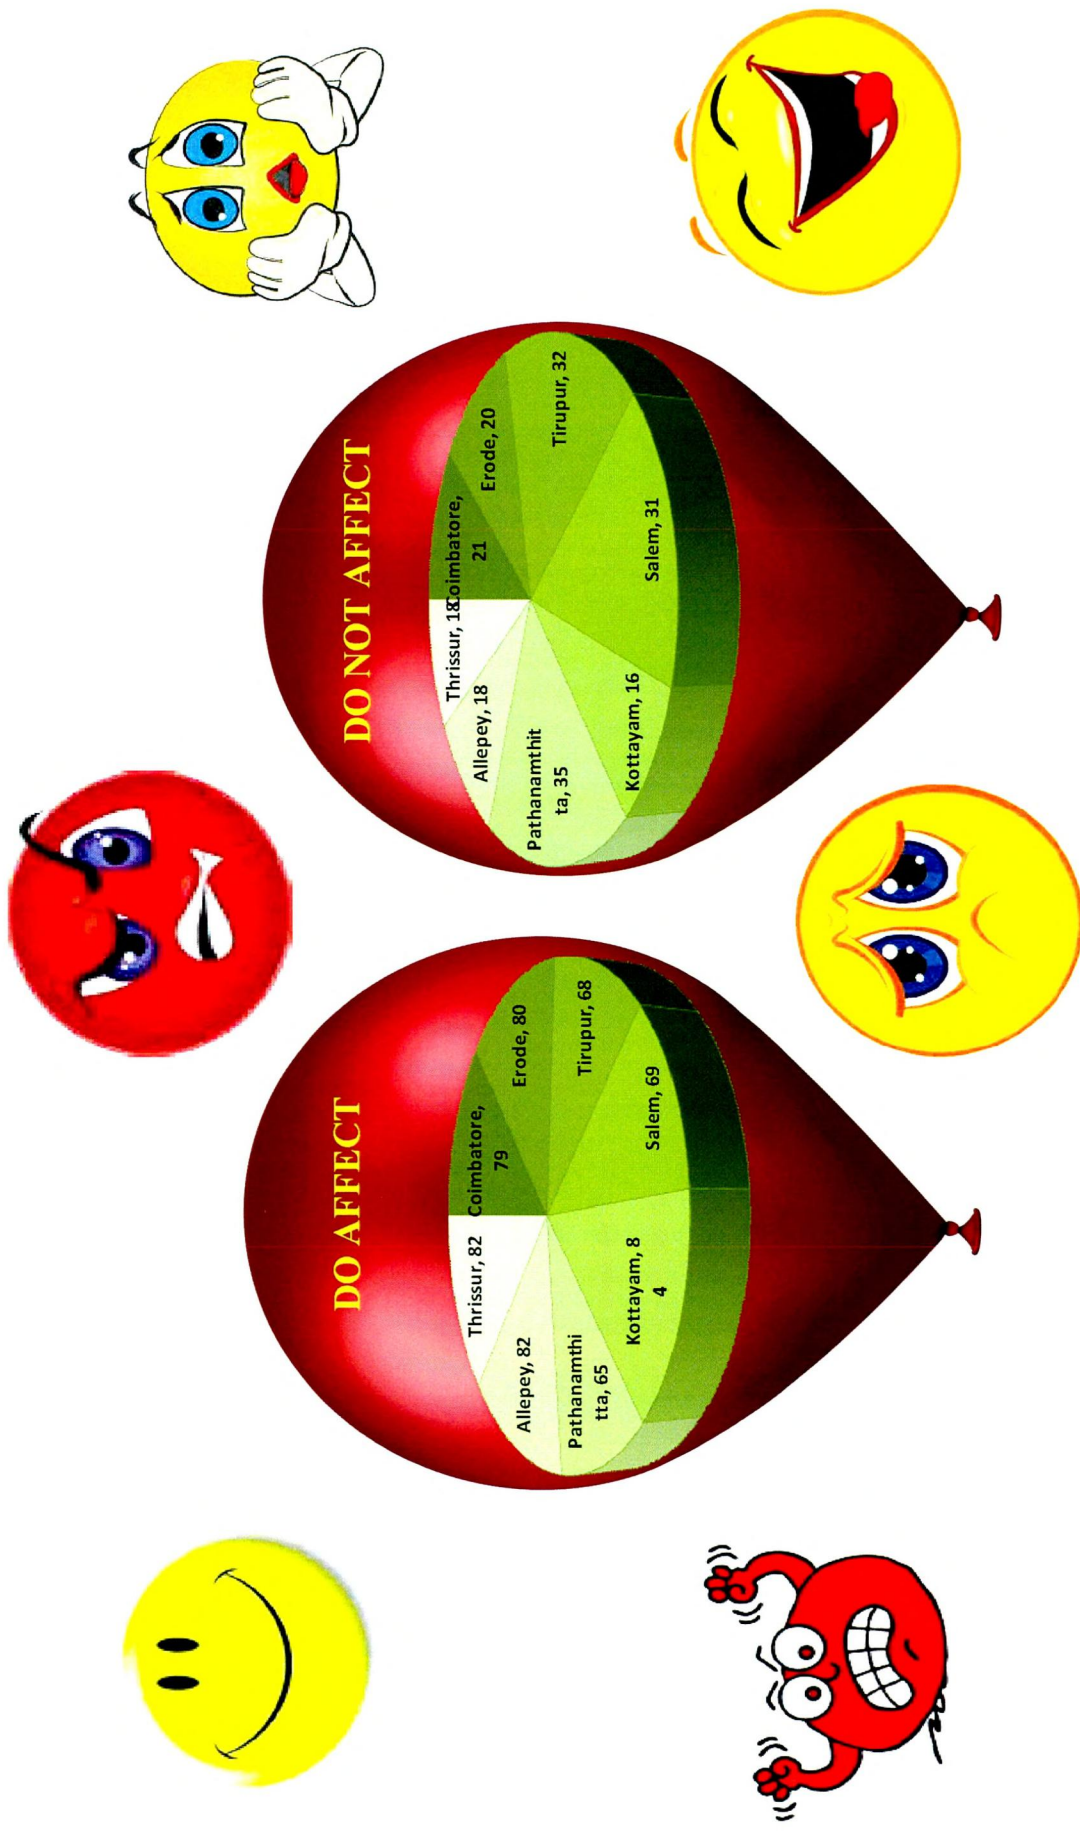 DO AFFECT
Coimbatore,
79
Erode, 80
Tirupur, 68
Salem, 69
Kottayam, 8
4
Pathanamthi
tta, 65
Allepey, 82
Thrissur, 82
DO NOT AFFECT
Coimbatore,
21
Erode, 20
Tirupur, 32
Salem, 31
Kottayam, 16
Pathanamthit
ta, 35
Allepey, 18
Thrissur, 18